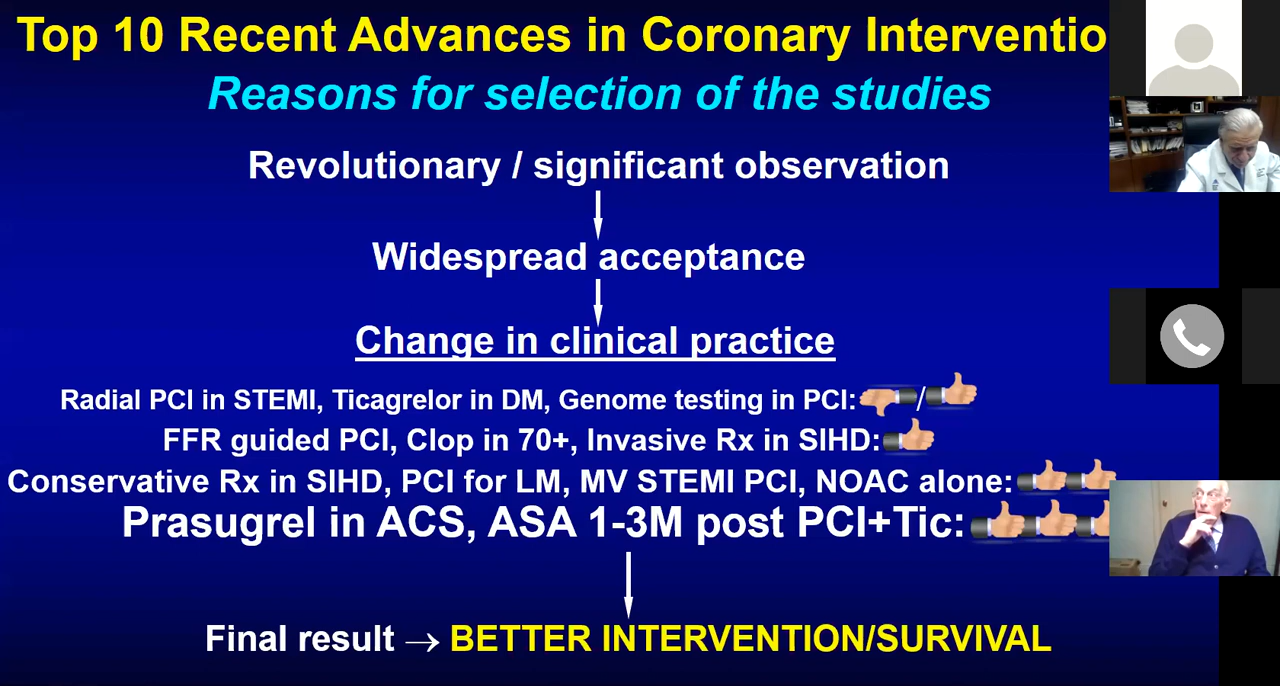 Top 10 Recent Advances in Coronary Interventio
Reasons for selection of the studies
Revolutionary / significant observation
Widespread acceptance
Change in clinical practice
Radial PCI in STEMI, Ticagrelor in DM, Genome testing in PCI: /
FFR guided PCI, Clop in 70+, Invasive Rx in SIHD:
Conservative Rx in SIHD, PCI for LM, MV STEMI PCI, NOAC alone:
Prasugrel in ACS, ASA 1-3M post PCI+Tic:
Final result → BETTER INTERVENTION/SURVIVAL